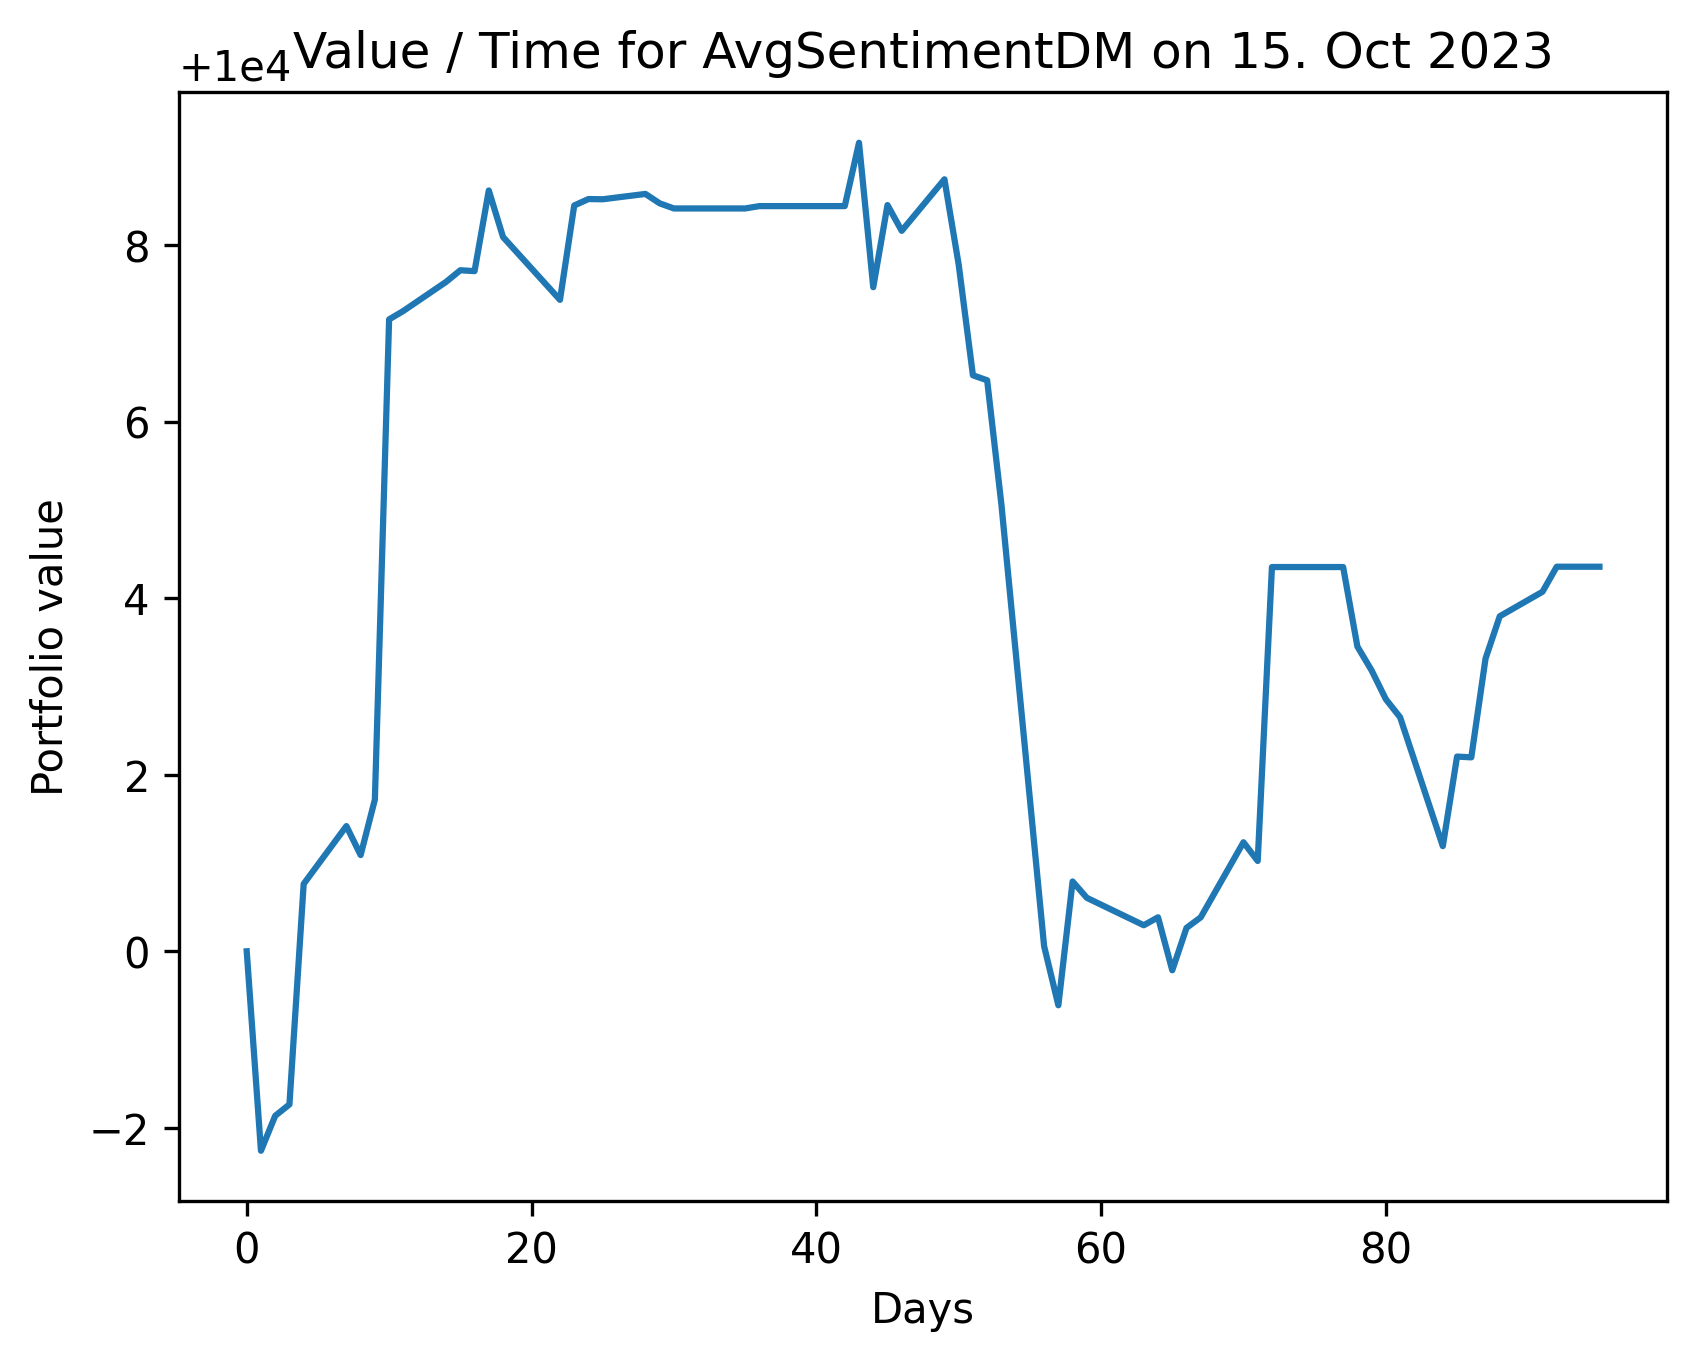 Value / Time for AvgSentimentDM on 15. Oct 2023
+1e4
8
6
4
2
0
−2
Portfolio value
0 20 40 60 80
Days